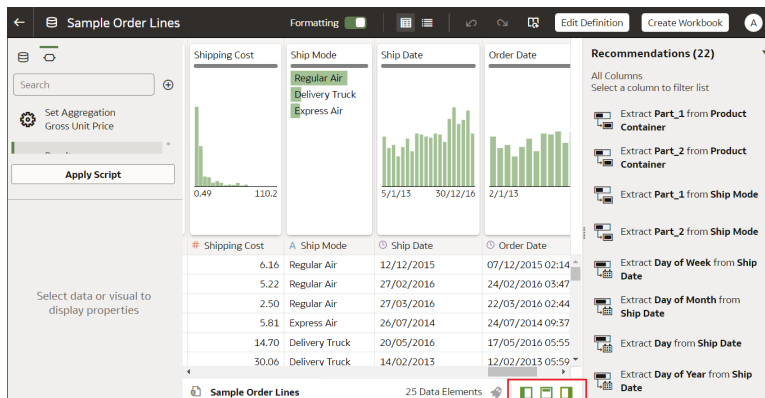 Sample Order Lines
Formatting
Edit Definition
Create Workbook
A
Search
Set Aggregation
Gross Unit Price
Apply Script
Select data or visual to
display properties
Shipping Cost
0.49 110.2
Ship Mode
Regular Air
Delivery Truck
Express Air
Ship Date
5/1/13 30/12/16
Order Date
2/1/13
# Shipping Cost A Ship Mode Ship Date Order Date
6.16 Regular Air 12/12/2015 07/12/2015 02:14
5.22 Regular Air 27/02/2016 24/02/2016 03:47
2.50 Regular Air 27/03/2016 22/03/2016 02:44
5.81 Express Air 26/07/2014 24/07/2014 09:37
14.70 Delivery Truck 20/05/2016 17/05/2016 05:55
30.06 Delivery Truck 14/02/2013 12/02/2013 05:59
Sample Order Lines 25 Data Elements
Recommendations (22)
All Columns
Select a column to filter list
Extract Part_1 from Product
Container
Extract Part_2 from Product
Container
Extract Part_1 from Ship Mode
Extract Part_2 from Ship Mode
Extract Day of Week from Ship
Date
Extract Day of Month from
Ship Date
Extract Day from Ship Date
Extract Day of Year from Ship
Date